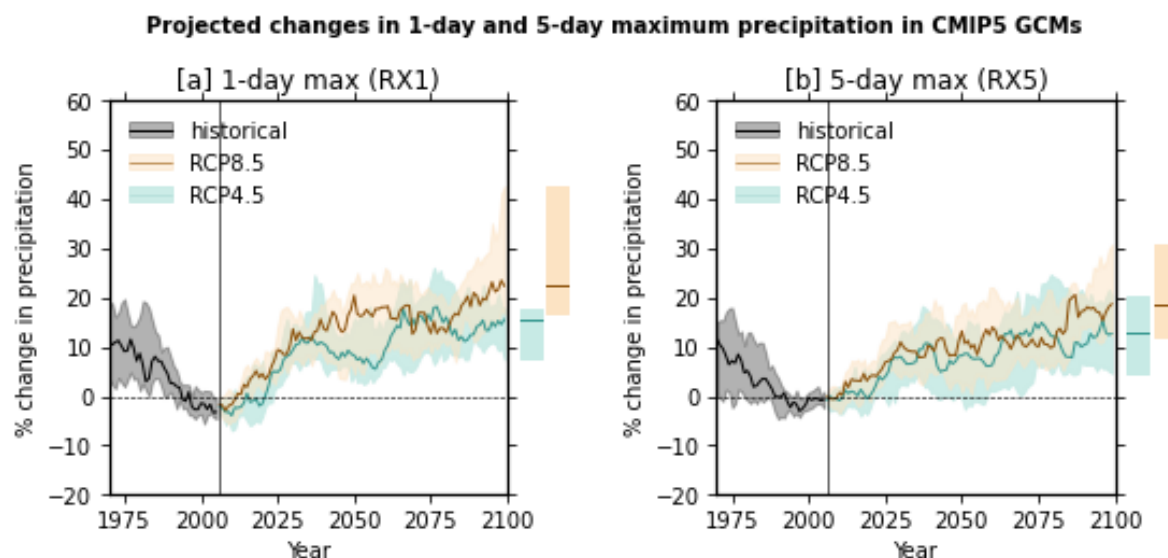 Projected changes in 1-day and 5-day maximum precipitation in CMIP5 GCMs
[a] 1-day max (RX1)
60
50
40
30
20
10
0
−10
−20
% change in precipitation
historical
RCP8.5
RCP4.5
1975 2000 2025 2050 2075 2100
Year
[b] 5-day max (RX5)
60
50
40
30
20
10
0
−10
−20
% change in precipitation
historical
RCP8.5
RCP4.5
1975 2000 2025 2050 2075 2100
Year